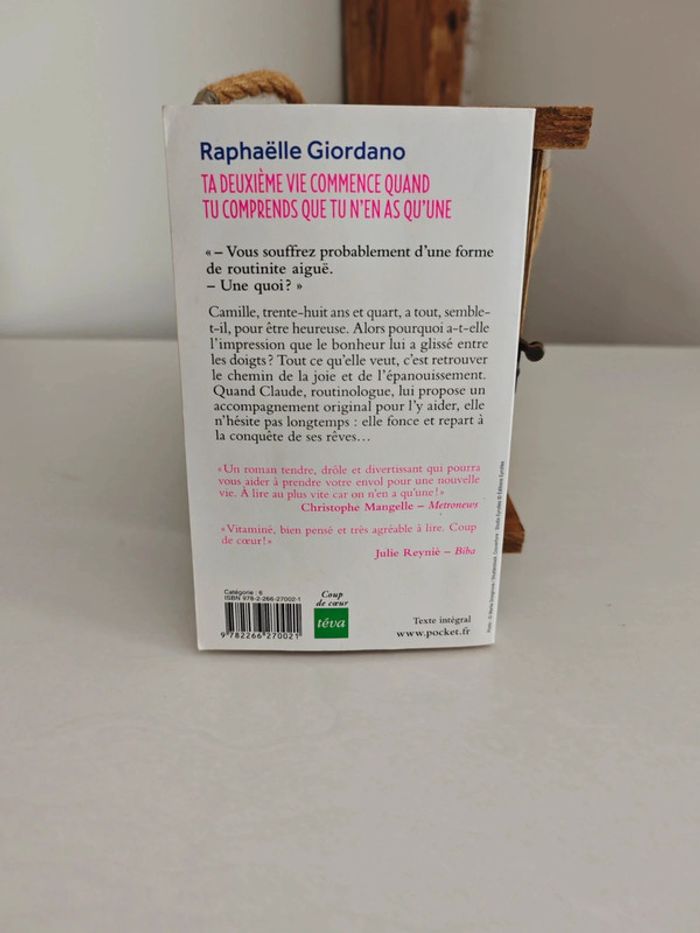 Raphaëlle Giordano
TA DEUXIÈME VIE COMMENCE QUAND
TU COMPRENDS QUE TU N'EN AS QU'UNE
« – Vous souffrez probablement d'une forme
de routinite aiguë.
– Une quoi ? »
Camille, trente-huit ans et quart, a tout, semble-
t-il, pour être heureuse. Alors pourquoi a-t-elle
l'impression que le bonheur lui a glissé entre
les doigts ? Tout ce qu'elle veut, c'est retrouver
le chemin de la joie et de l'épanouissement.
Quand Claude, routinologue, lui propose un
accompagnement original pour l'y aider, elle
n'hésite pas longtemps : elle fonce et repart à
la conquête de ses rêves…
« Un roman tendre, drôle et divertissant qui pourra
vous aider à prendre votre envol pour une nouvelle
vie. À lire au plus vite car on n'en a qu'une ! »
Christophe Mangelle – Metronews
« Vitaminé, bien pensé et très agréable à lire. Coup
de cœur ! »
Julie Reyniè – Biba
Catégorie : 6
ISBN 978-2-266-27002-1
9 782266 270021
Coup
de cœur
téva
Texte intégral
www.pocket.fr